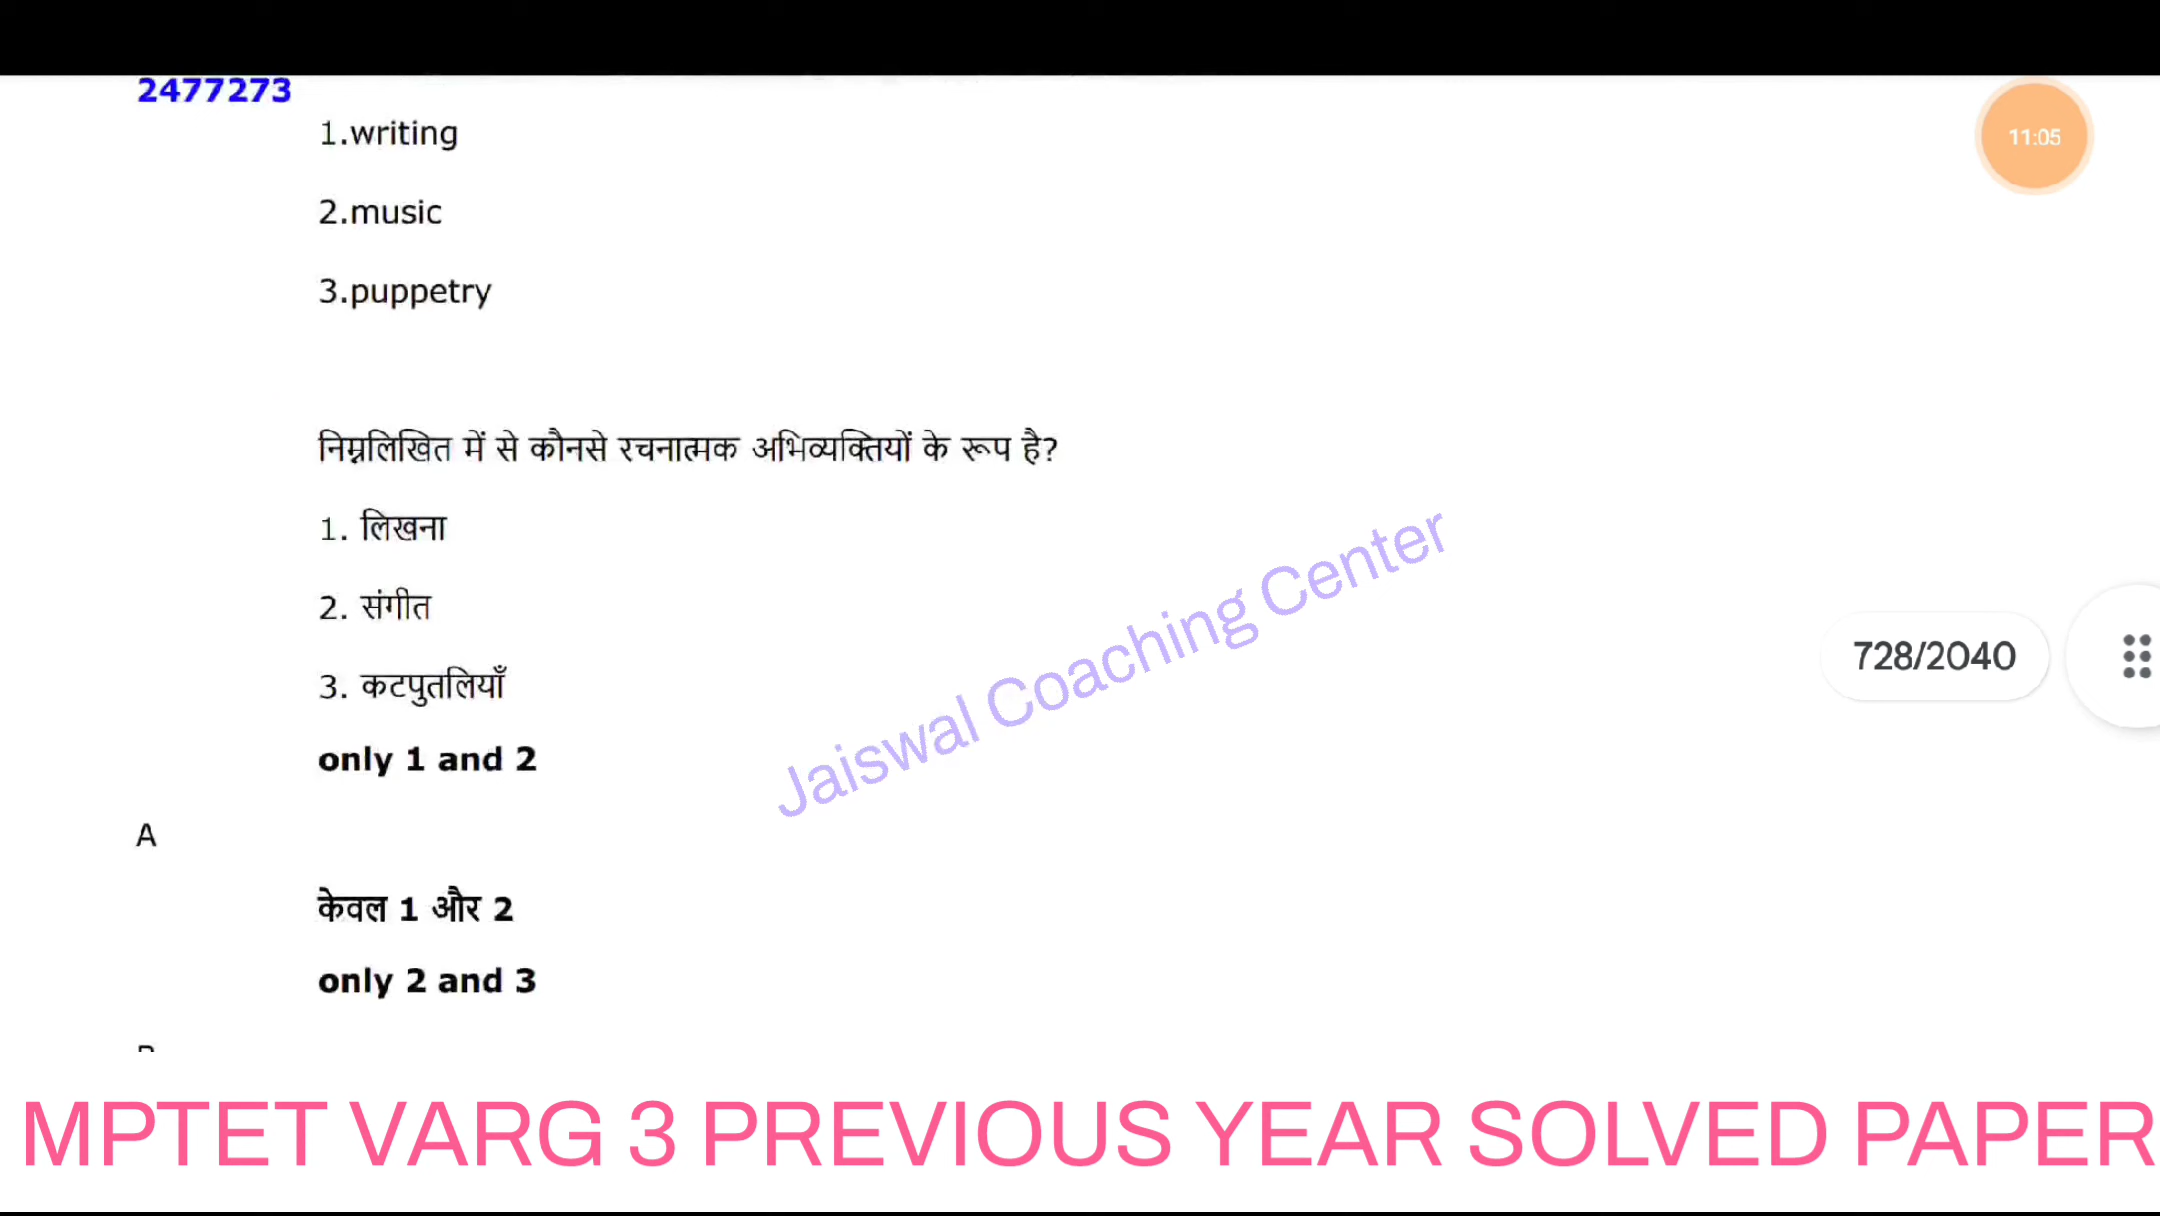 2477273
1.writing
11:05
2.music
3.puppetry
निम्नलिखित में से कौनसे रचनात्मक अभिव्यक्तियों के रूप है?
1. लिखना
2. संगीत
3. कटपुतलियाँ
Jaiswal Coaching Center
728/2040
only 1 and 2
A
केवल 1 और 2
only 2 and 3
MPTET VARG 3 PREVIOUS YEAR SOLVED PAPER